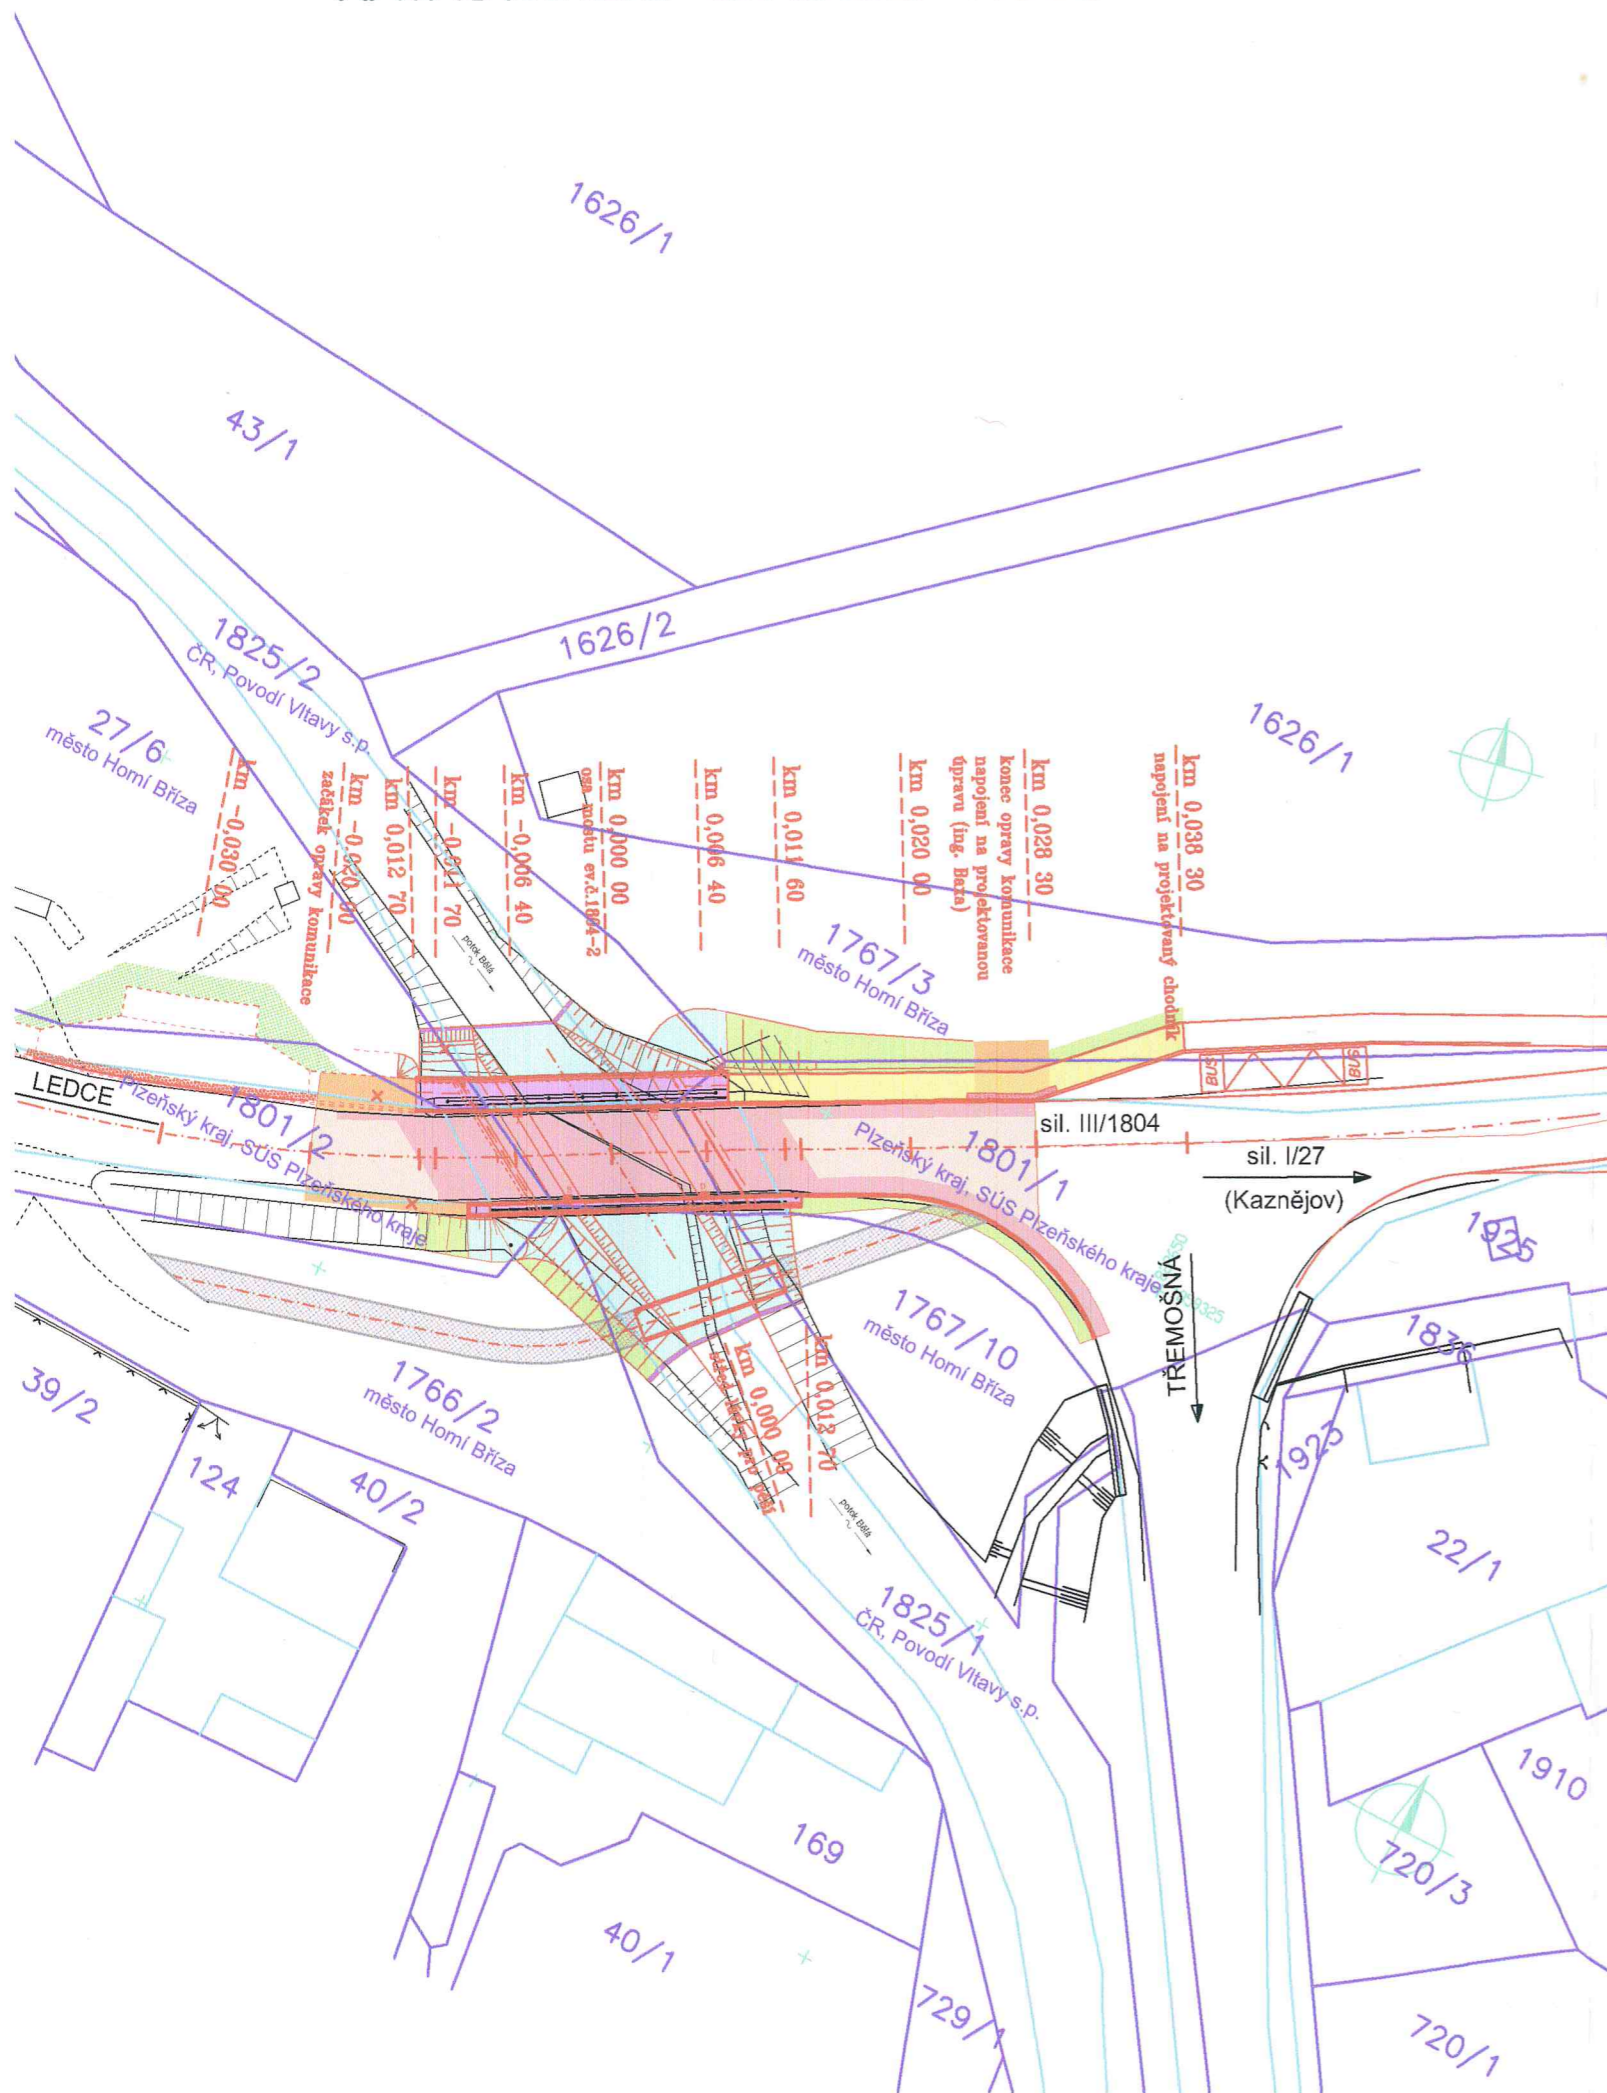 1626/1
43/1
1626/2
1825/2
ČR, Povodí Vltavy s.p.
27/6
město Horní Bříza
1626/1
km -0,030 00
km -0,020 00
začátek opravy komunikace
km 0,012 70
km -0,011 70
km -0,006 40
km 0,000 00
osa mostu ev.č.1804-2
km 0,006 40
km 0,011 60
km 0,020 00
km 0,028 30
konec opravy komunikace
napojení na projektovanou
úpravu (ing. Baxa)
km 0,038 30
napojení na projektovaný chodník
potok Bělá
1767/3
město Horní Bříza
BUS
BUS
LEDCE
1801/2
Plzeňský kraj, SÚS Plzeňského kraje
sil. III/1804
1801/1
Plzeňský kraj, SÚS Plzeňského kraje
sil. I/27
(Kaznějov)
TŘEMOŠNÁ
1925
1767/10
město Horní Bříza
1836
1923
km 0,012 70
km 0,000 00
39/2
1766/2
město Horní Bříza
124
40/2
potok Bělá
22/1
1825/1
ČR, Povodí Vltavy s.p.
1910
169
720/3
40/1
729/1
720/1